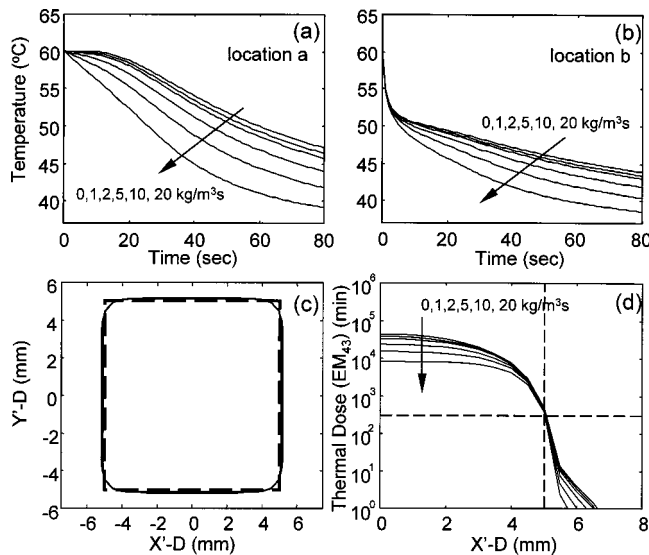 (a)
location a
0,1,2,5,10, 20 kg/m³s
Temperature (ºC)
60
55
50
45
40
0 20 40 60 80
Time (sec)
(b)
location b
0,1,2,5,10, 20 kg/m³s
60
55
50
45
40
0 20 40 60 80
Time (sec)
(c)
Y'-D (mm)
6
4
2
0
-2
-4
-6
-6 -4 -2 0 2 4 6
X'-D (mm)
(d)
0,1,2,5,10, 20 kg/m³s
Thermal Dose (EM₄₃) (min)
10⁶
10⁵
10⁴
10³
10²
10¹
10⁰
0 2 4 6 8
X'-D (mm)